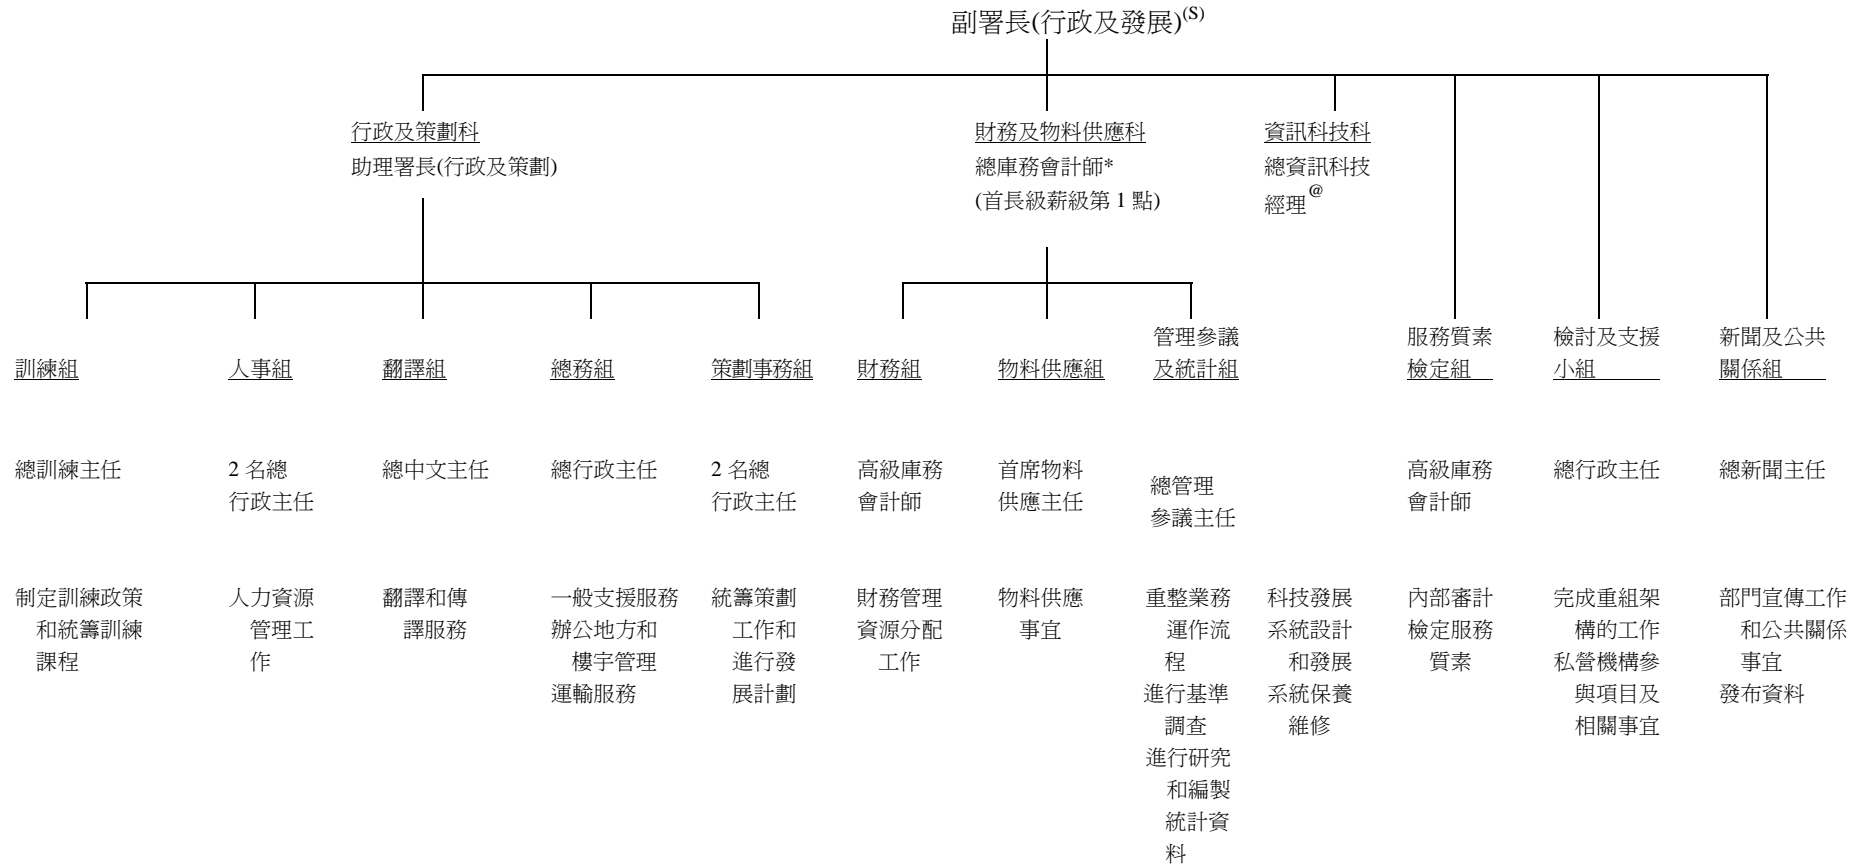 副署長(行政及發展)(S)
行政及策劃科
助理署長(行政及策劃)
財務及物料供應科
總庫務會計師*
(首長級薪級第 1 點)
資訊科技科
總資訊科技
經理@
訓練組
總訓練主任
制定訓練政策
和統籌訓練
課程
人事組
2 名總
行政主任
人力資源
管理工
作
翻譯組
總中文主任
翻譯和傳
譯服務
總務組
總行政主任
一般支援服務
辦公地方和
樓宇管理
運輸服務
策劃事務組
2 名總
行政主任
統籌策劃
工作和
進行發
展計劃
財務組
高級庫務
會計師
財務管理
資源分配
工作
物料供應組
首席物料
供應主任
物料供應
事宜
管理參議
及統計組
總管理
參議主任
重整業務
運作流
程
進行基準
調查
進行研究
和編製
統計資
料
科技發展
系統設計
和發展
系統保養
維修
服務質素
檢定組
高級庫務
會計師
內部審計
檢定服務
質素
檢討及支援
小組
總行政主任
完成重組架
構的工作
私營機構參
與項目及
相關事宜
新聞及公共
關係組
總新聞主任
部門宣傳工作
和公共關係
事宜
發布資料